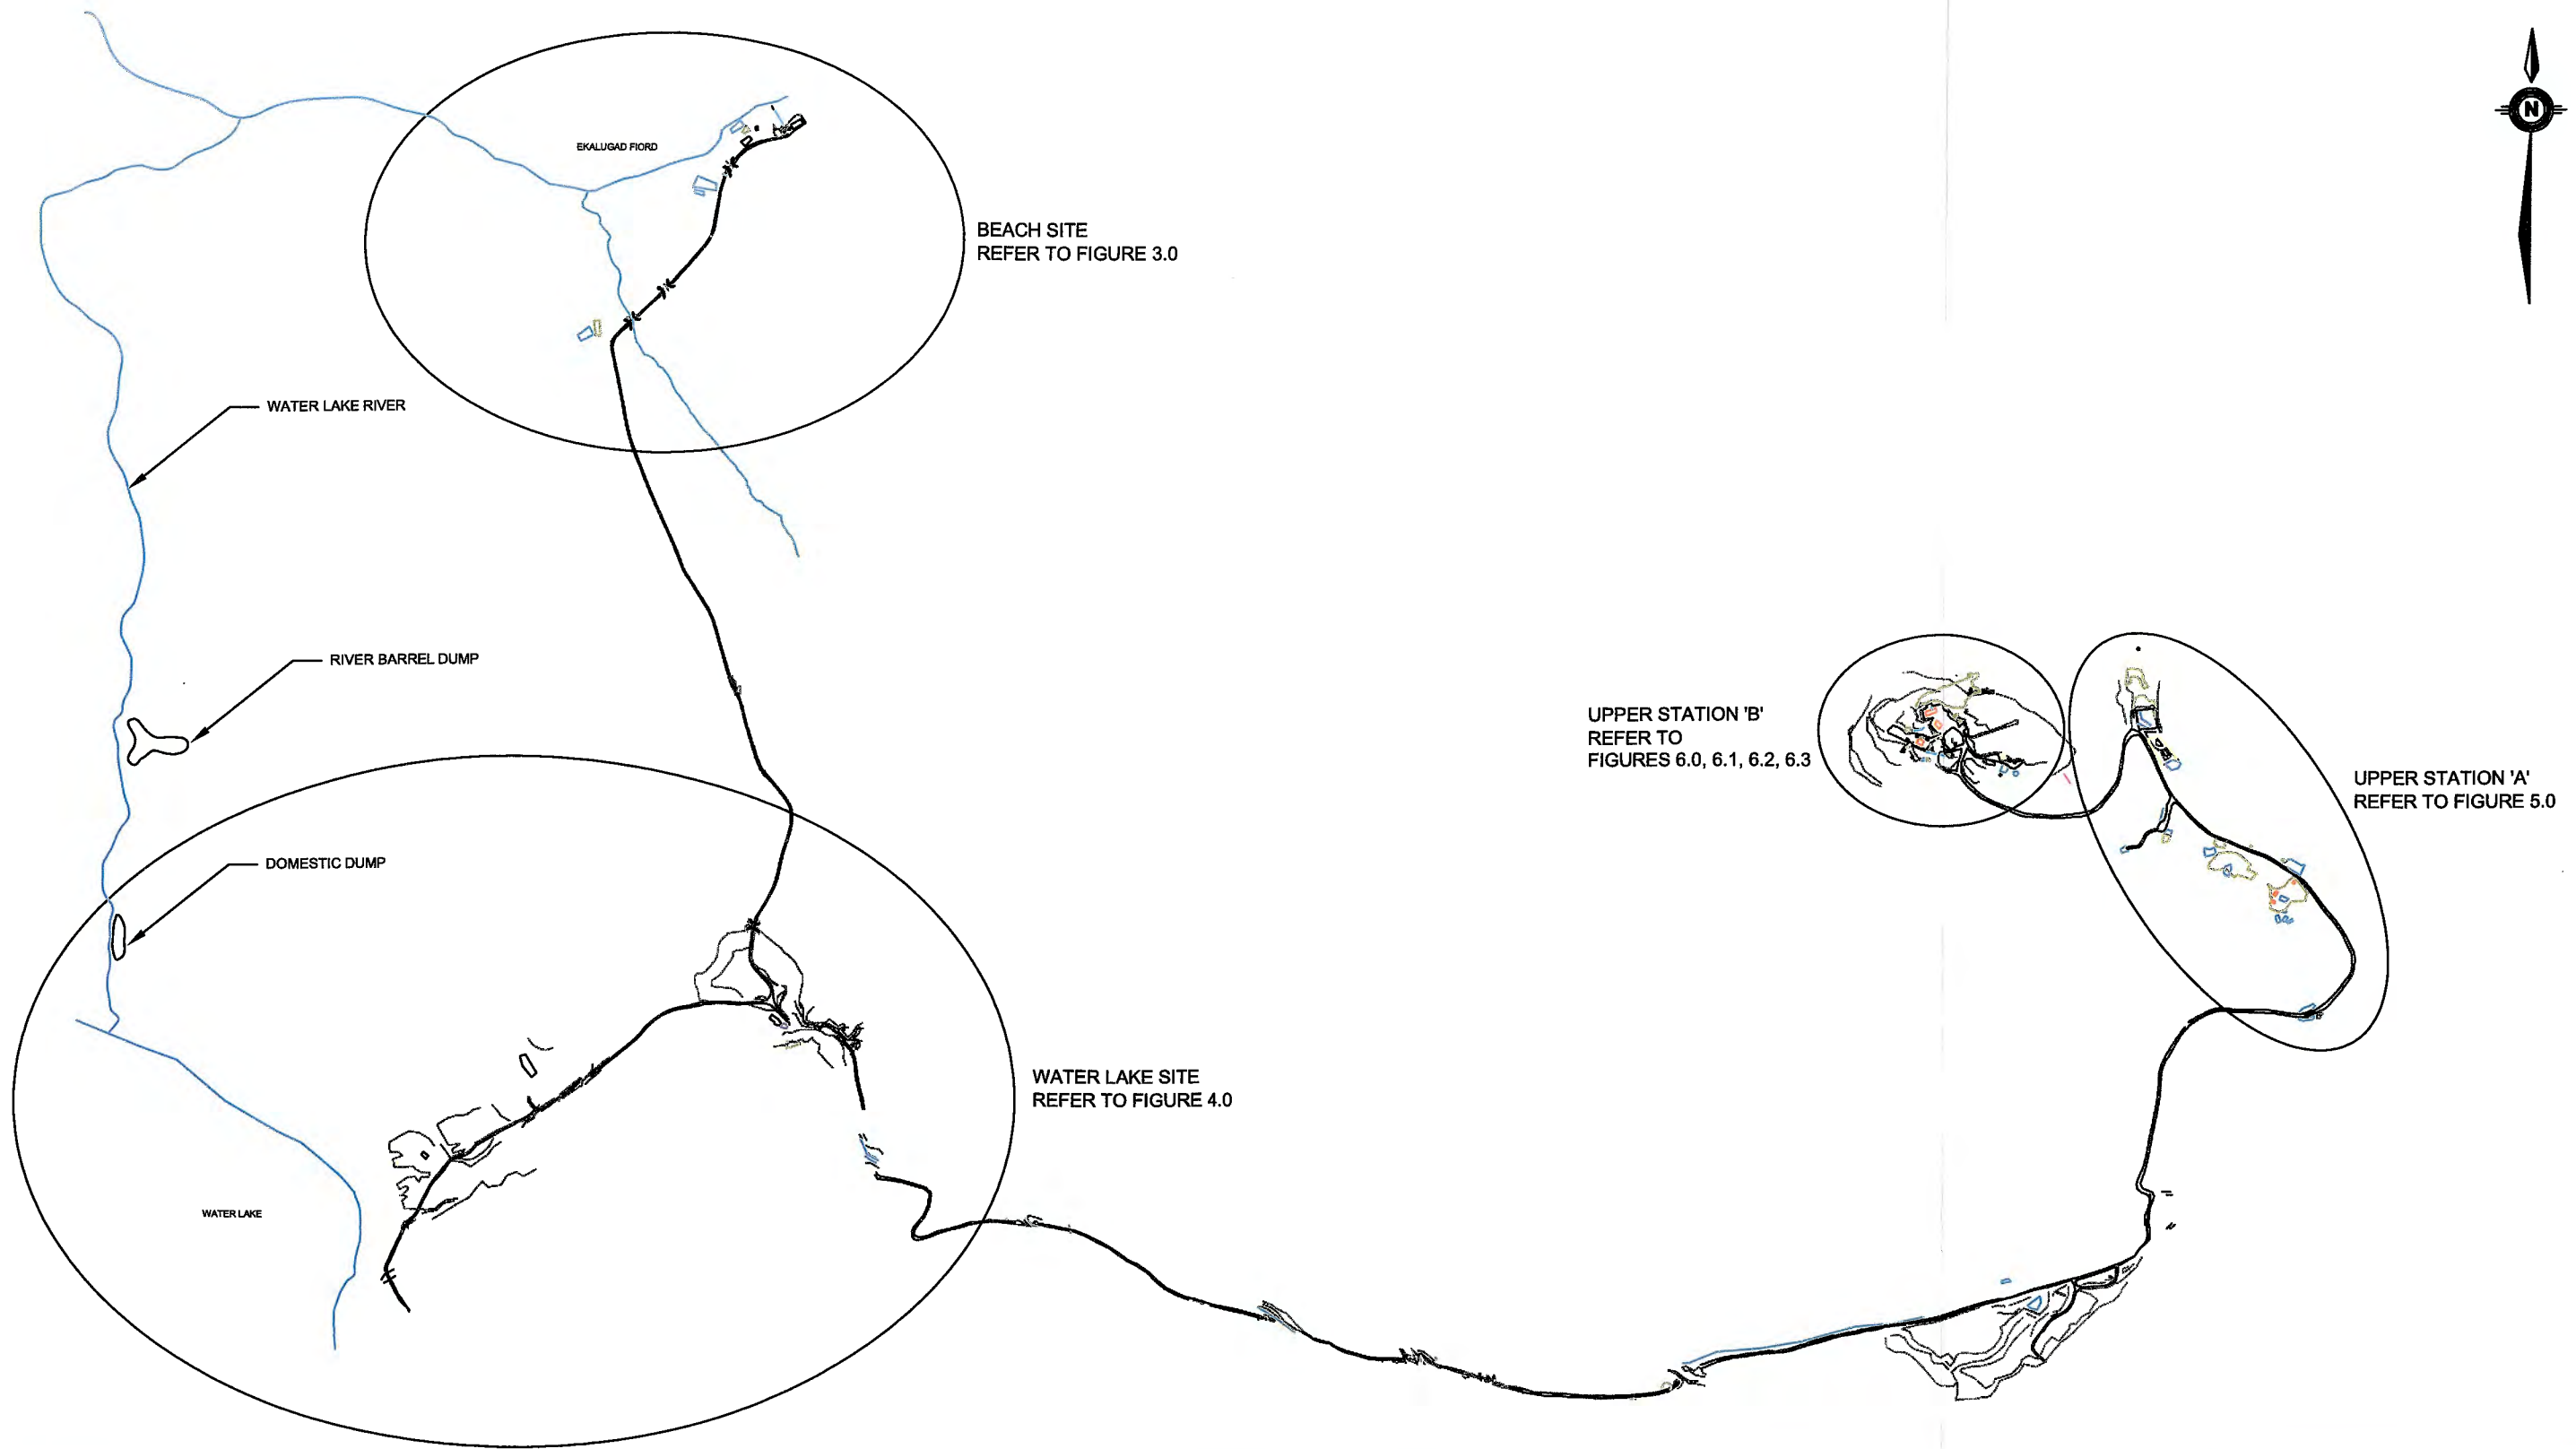 N
EKALUGAD FIORD
BEACH SITE
REFER TO FIGURE 3.0
WATER LAKE RIVER
RIVER BARREL DUMP
UPPER STATION 'B'
REFER TO
FIGURES 6.0, 6.1, 6.2, 6.3
UPPER STATION 'A'
REFER TO FIGURE 5.0
DOMESTIC DUMP
WATER LAKE SITE
REFER TO FIGURE 4.0
WATER LAKE